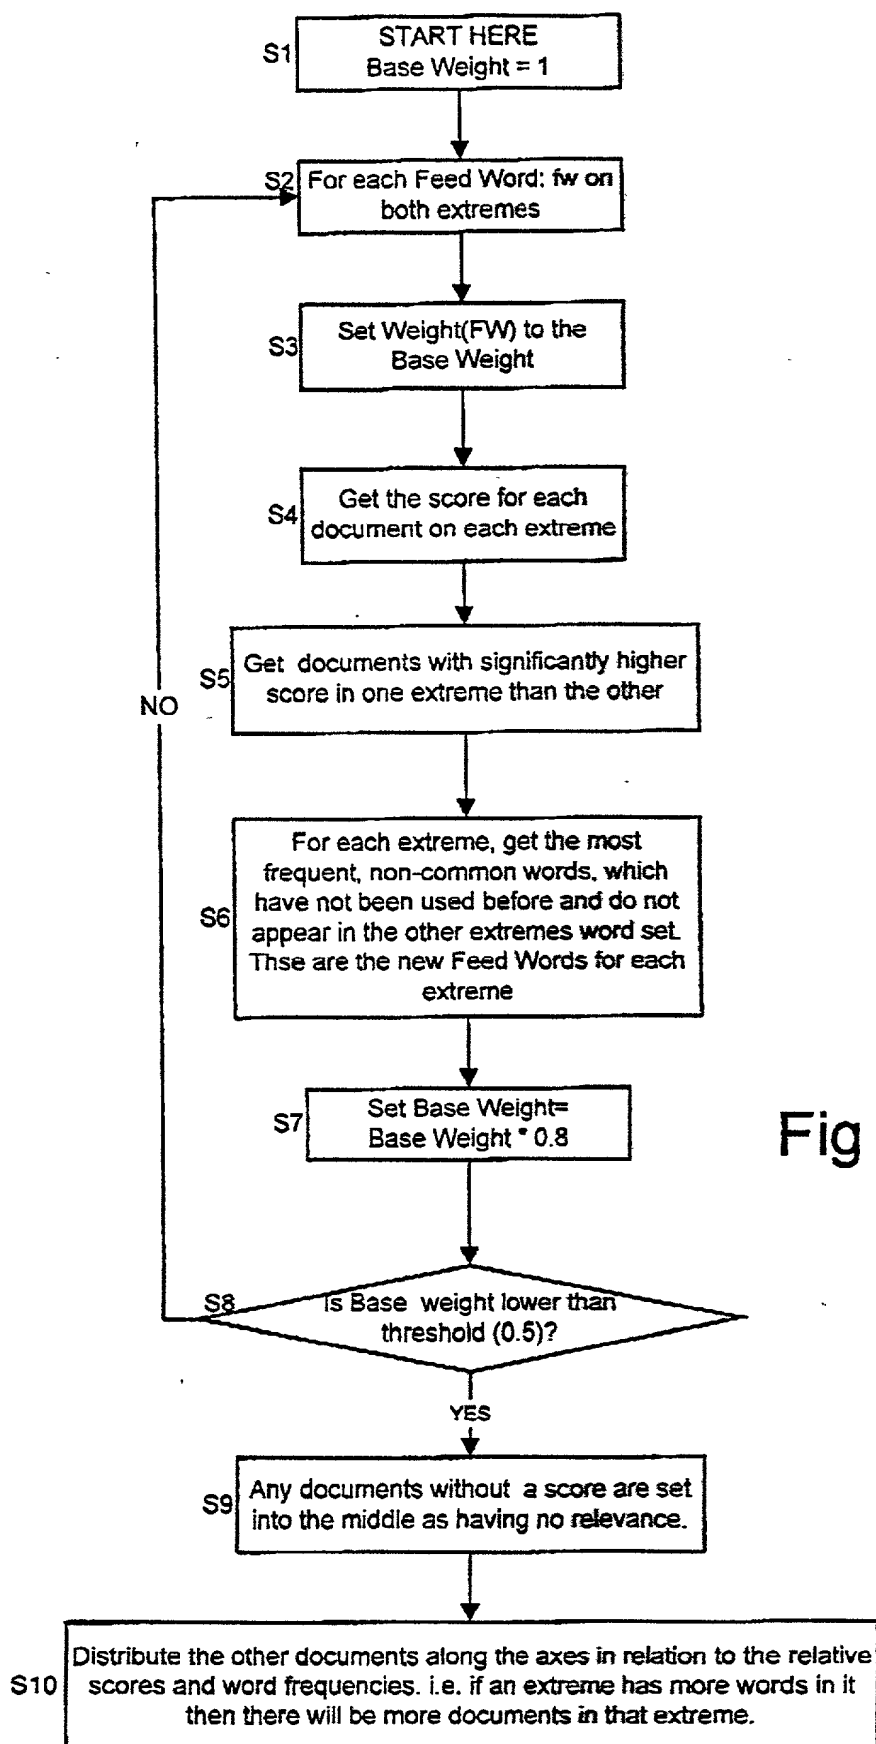 S1
START HERE
Base Weight = 1
S2
For each Feed Word: fw on
both extremes
S3
Set Weight(FW) to the
Base Weight
S4
Get the score for each
document on each extreme
S5
Get documents with significantly higher
score in one extreme than the other
NO
S6
For each extreme, get the most
frequent, non-common words, which
have not been used before and do not
appear in the other extremes word set.
Thse are the new Feed Words for each
extreme
S7
Set Base Weight=
Base Weight * 0.8
Fig
S8
Is Base weight lower than
threshold (0.5)?
YES
S9
Any documents without a score are set
into the middle as having no relevance.
S10
Distribute the other documents along the axes in relation to the relative
scores and word frequencies. i.e. if an extreme has more words in it
then there will be more documents in that extreme.